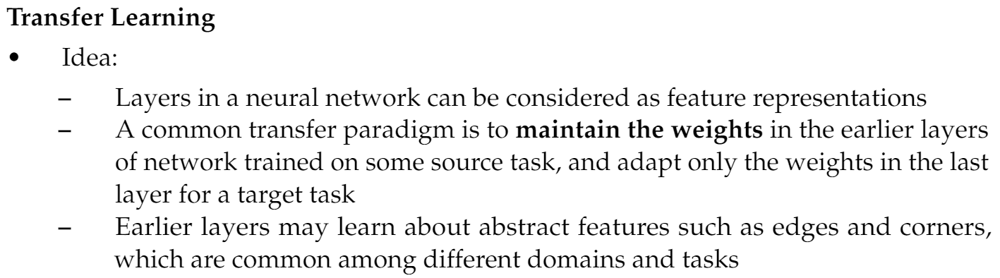 Transfer Learning
• Idea:
– Layers in a neural network can be considered as feature representations
– A common transfer paradigm is to maintain the weights in the earlier layers
of network trained on some source task, and adapt only the weights in the last
layer for a target task
– Earlier layers may learn about abstract features such as edges and corners,
which are common among different domains and tasks